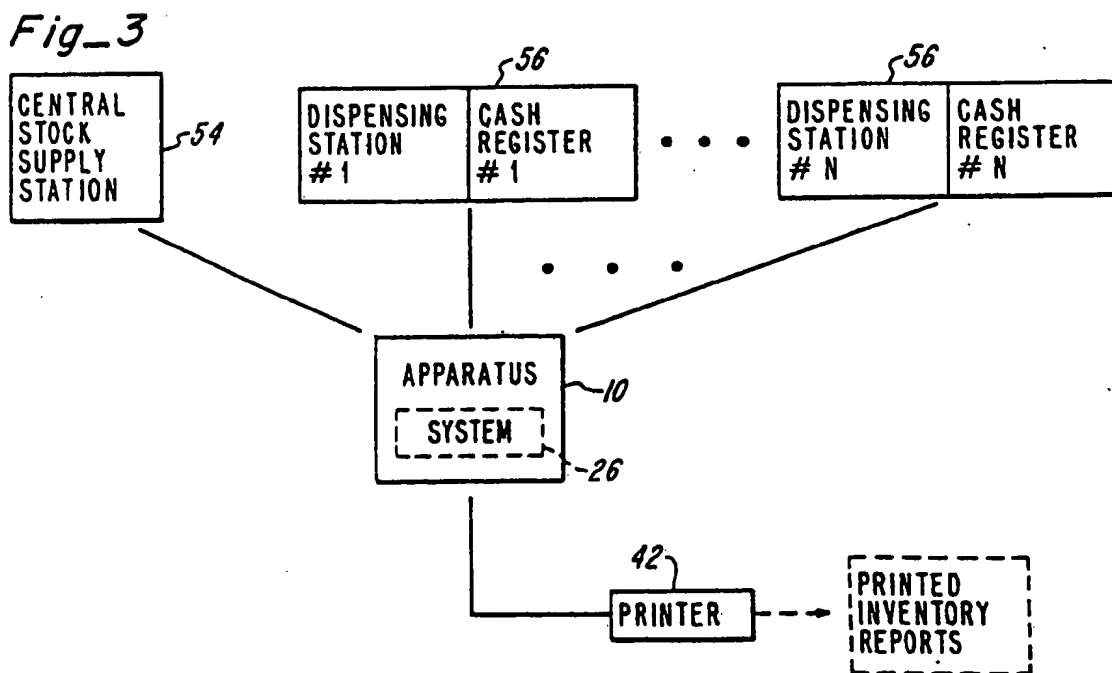 Fig_3
CENTRAL
STOCK
SUPPLY
STATION
54
56
DISPENSING
STATION
# 1
CASH
REGISTER
# 1
56
DISPENSING
STATION
# N
CASH
REGISTER
# N
APPARATUS
10
SYSTEM
26
42
PRINTER
PRINTED
INVENTORY
REPORTS